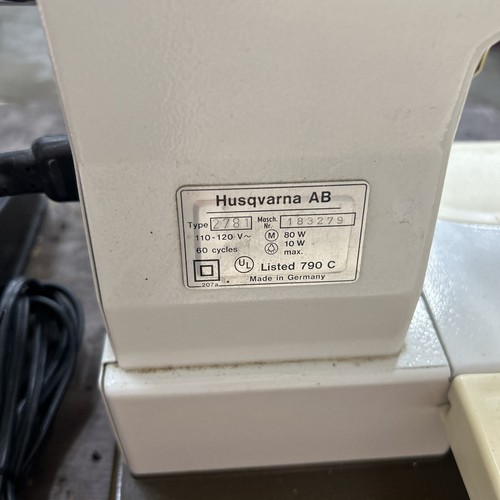 Husqvarna AB
Type 2781 Masch. Nr. 183279
110-120 V~ M 80 W
60 cycles 10 W
max.
UL Listed 790 C
Made in Germany
207a